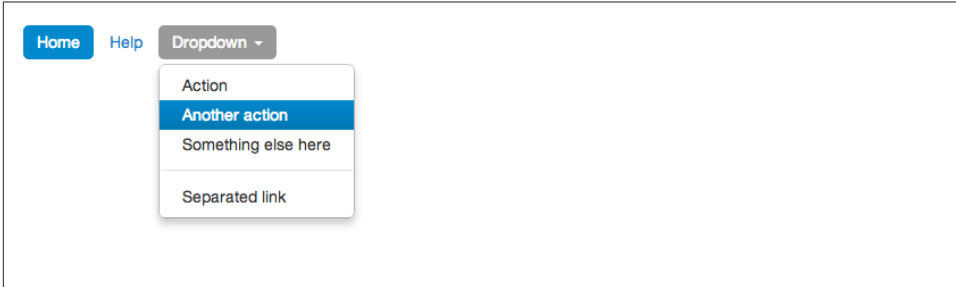 Home Help Dropdown
Action
Another action
Something else here
Separated link